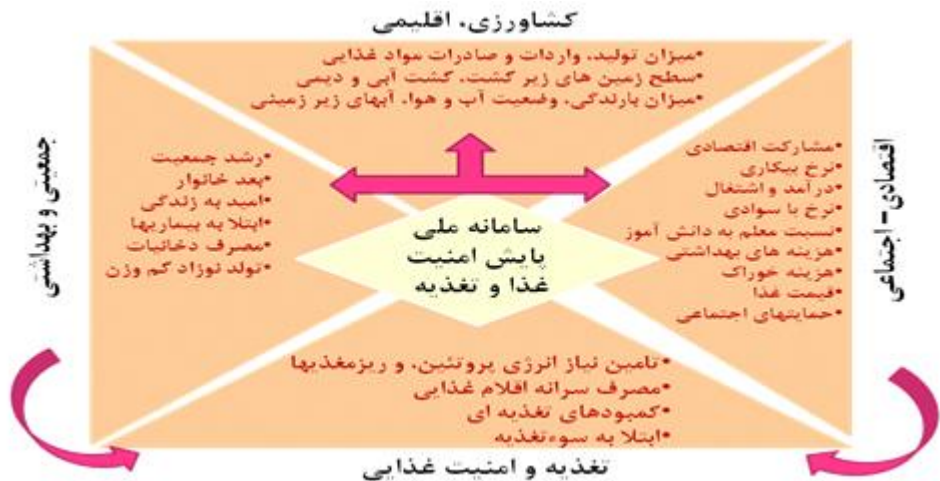 کشاورزی، اقلیمی
•میزان تولید، واردات و صادرات مواد غذایی
•سطح زمین های زیر کشت، کشت آبی و دیمی
•میزان بارندگی، وضعیت آب و هوا، آبهای زیر زمینی
اقتصادی-اجتماعی
•مشارکت اقتصادی
•نرخ بیکاری
•درآمد و اشتغال
•نرخ با سوادی
•نسبت معلم به دانش آموز
•هزینه های بهداشتی
•هزینه خوراک
•قیمت غذا
•حمایتهای اجتماعی
سامانه ملی
پایش امنیت
غذا و تغذیه
جمعیتی و بهداشتی
•رشد جمعیت
•بعد خانوار
•امید به زندگی
•ابتلا به بیماریها
•مصرف دخانیات
•تولد نوزاد کم وزن
•تامین نیاز انرژی پروتئین، و ریزمغذیها
•مصرف سرانه اقلام غذایی
•کمبودهای تغذیه ای
•ابتلا به سوءتغذیه
تغذیه و امنیت غذایی